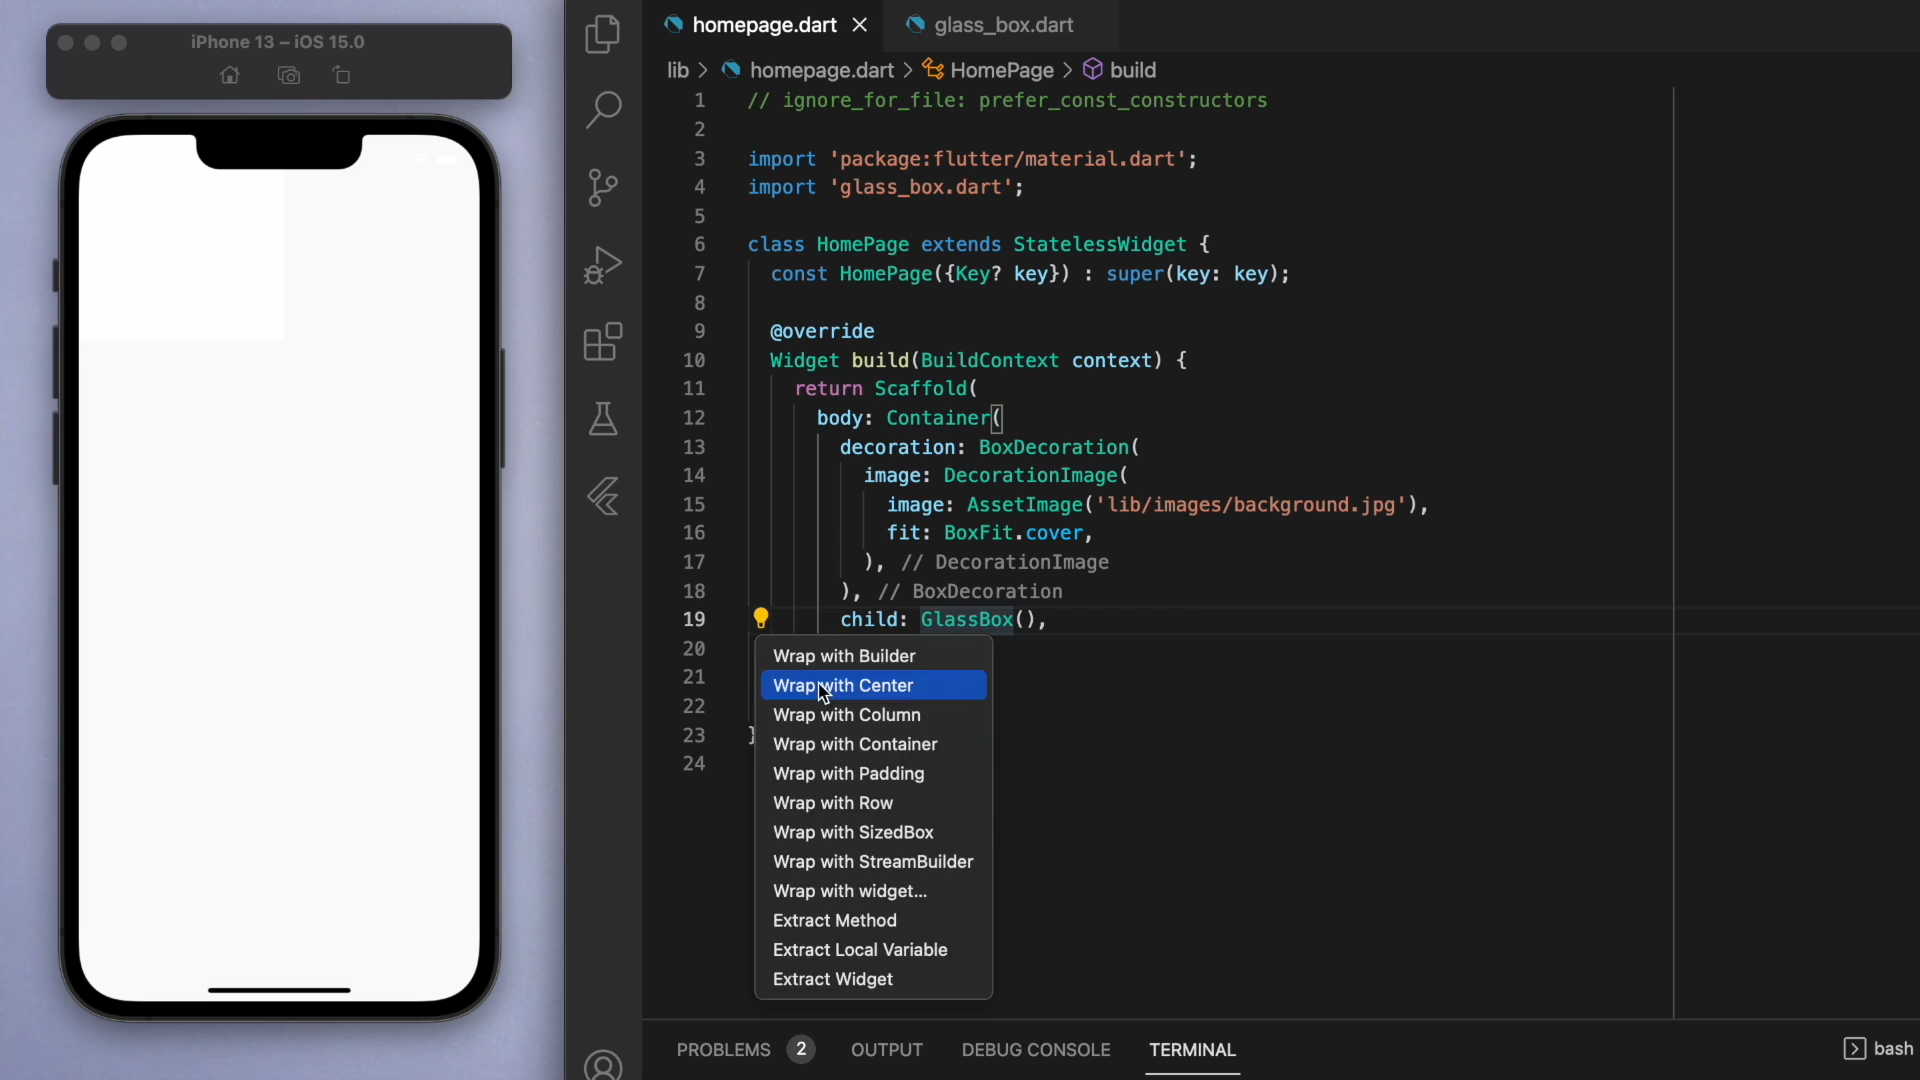 iPhone 13 – iOS 15.0
homepage.dart
glass_box.dart
lib > homepage.dart > HomePage > build
1 // ignore_for_file: prefer_const_constructors
2
3 import 'package:flutter/material.dart';
4 import 'glass_box.dart';
5
6 class HomePage extends StatelessWidget {
7 const HomePage({Key? key}) : super(key: key);
8
9 @override
10 Widget build(BuildContext context) {
11 return Scaffold(
12 body: Container(
13 decoration: BoxDecoration(
14 image: DecorationImage(
15 image: AssetImage('lib/images/background.jpg'),
16 fit: BoxFit.cover,
17 ), // DecorationImage
18 ), // BoxDecoration
19 child: GlassBox(),
20
21
22
23 }
24
Wrap with Builder
Wrap with Center
Wrap with Column
Wrap with Container
Wrap with Padding
Wrap with Row
Wrap with SizedBox
Wrap with StreamBuilder
Wrap with widget...
Extract Method
Extract Local Variable
Extract Widget
PROBLEMS 2 OUTPUT DEBUG CONSOLE TERMINAL
bash